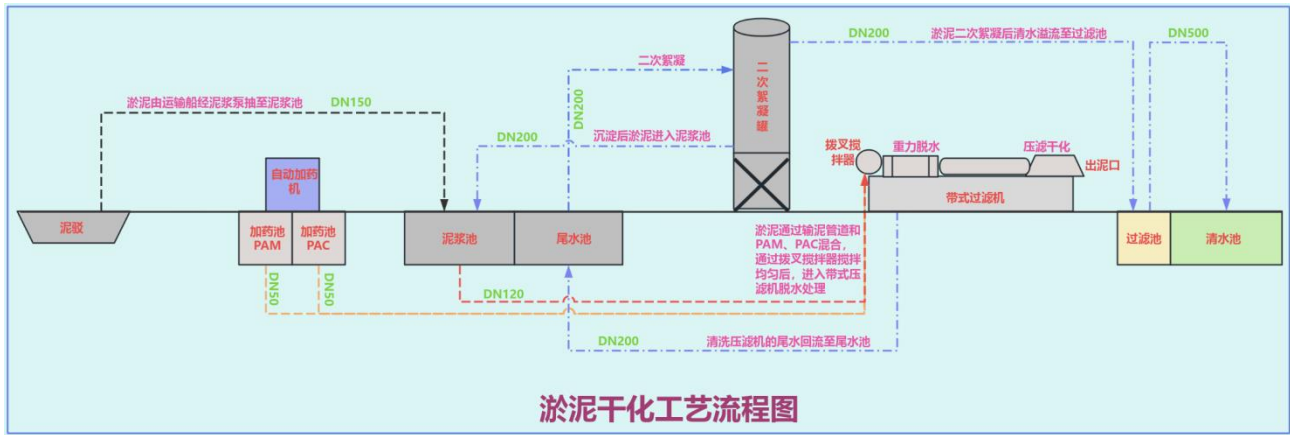 DN200
淤泥二次絮凝后清水溢流至过滤池
DN500
二次絮凝
二次絮凝罐
淤泥由运输船经泥浆泵抽至泥浆池
DN150
DN200
DN200
沉淀后淤泥进入泥浆池
拨叉搅
拌器
重力脱水
压滤干化
出泥口
自动加药
机
带式过滤机
泥驳
加药池
PAM
加药池
PAC
泥浆池
尾水池
淤泥通过输泥管道和
PAM、PAC混合，
通过拨叉搅拌器搅拌
均匀后，进入带式压
滤机脱水处理
过滤池
清水池
DN50
DN50
DN120
DN200
清洗压滤机的尾水回流至尾水池
淤泥干化工艺流程图